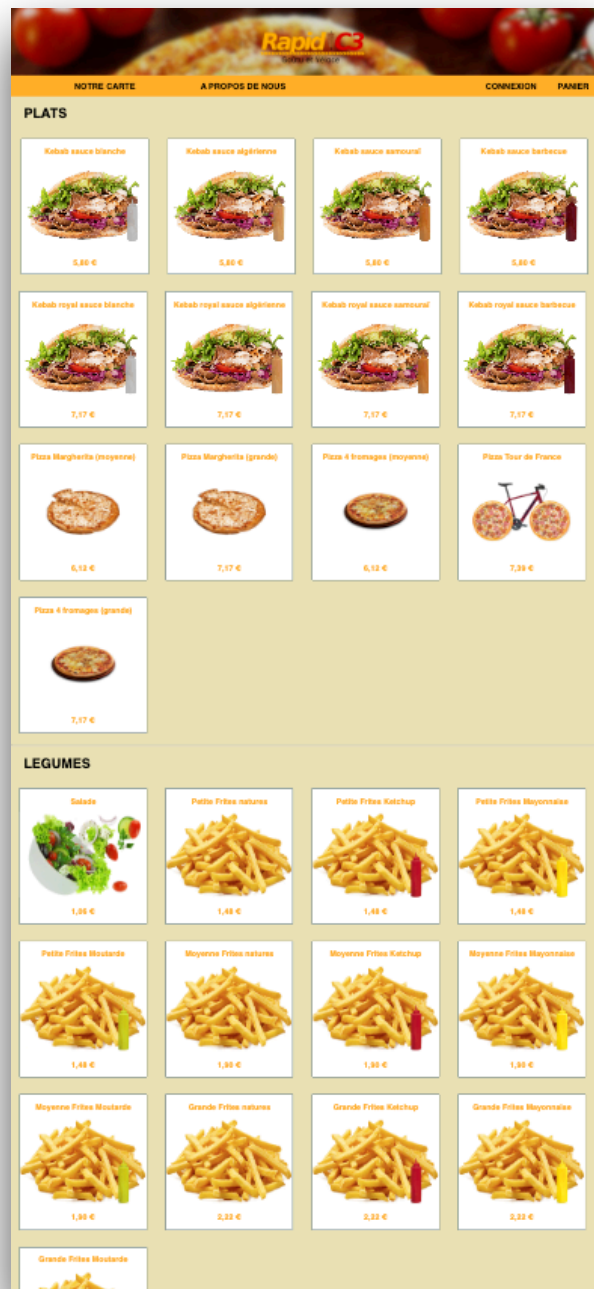 Rapid C3
NOTRE CARTE A PROPOS DE NOUS CONNEXION PANIER
PLATS
Kebab sauce blanche Kebab sauce algérienne Kebab sauce samouraï Kebab sauce barbecue
5,80 € 5,80 € 5,80 € 5,80 €
Kebab royal sauce blanche Kebab royal sauce algérienne Kebab royal sauce samouraï Kebab royal sauce barbecue
7,17 € 7,17 € 7,17 € 7,17 €
Pizza Margherita (moyenne) Pizza Margherita (grande) Pizza 4 fromages (moyenne) Pizza Tour de France
6,12 € 7,17 € 6,12 € €
Pizza 4 fromages (grande)
7,17 €
LEGUMES
Salade Petite Frites natures Petite Frites Ketchup Petite Frites Mayonnaise
€ 1,48 € 1,48 € 1,48 €
Petite Frites Moutarde Moyenne Frites natures Moyenne Frites Ketchup Moyenne Frites Mayonnaise
1,48 € 1,90 € 1,90 € 1,90 €
Moyenne Frites Moutarde Grande Frites natures Grande Frites Ketchup Grande Frites Mayonnaise
1,90 € 2,22 € 2,22 € 2,22 €
Grande Frites Moutarde